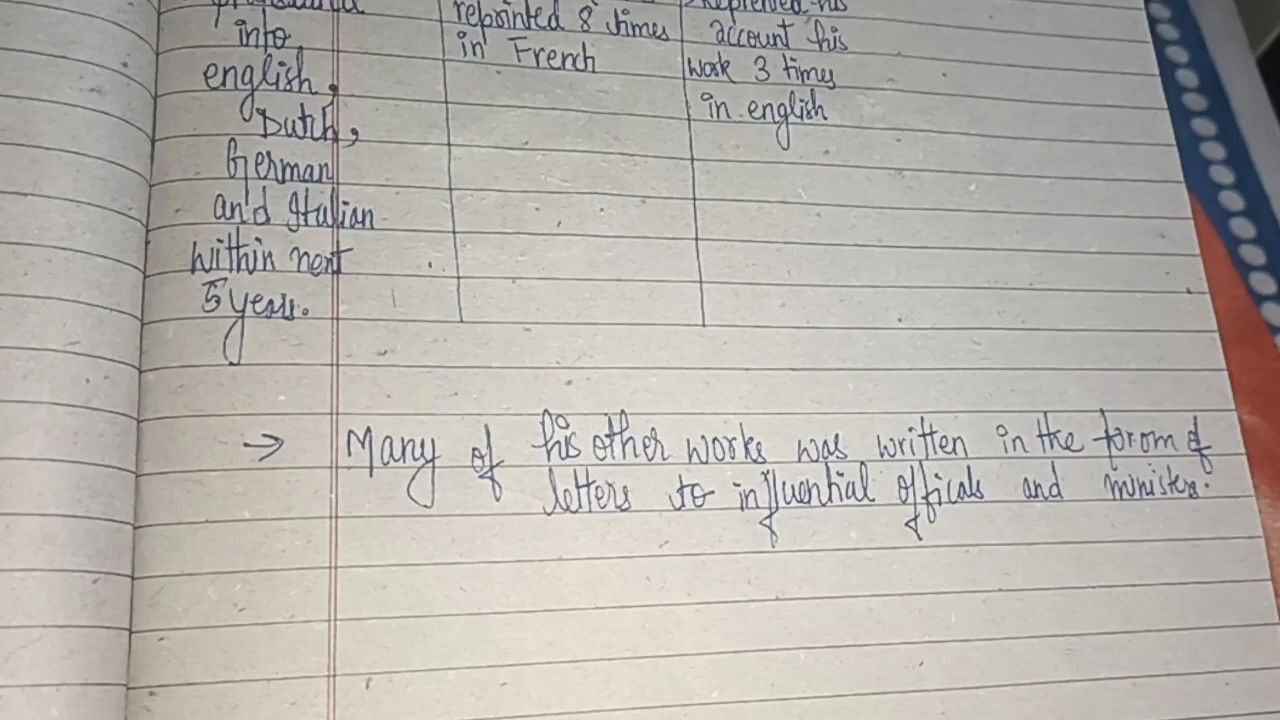 into
english,
Dutch,
German
and Italian
within next
5 years.
reprinted 8 times
in French
his
account his
work 3 times
in english
→ Many of his other works was written in the forom of
letters to influential officals and ministers.